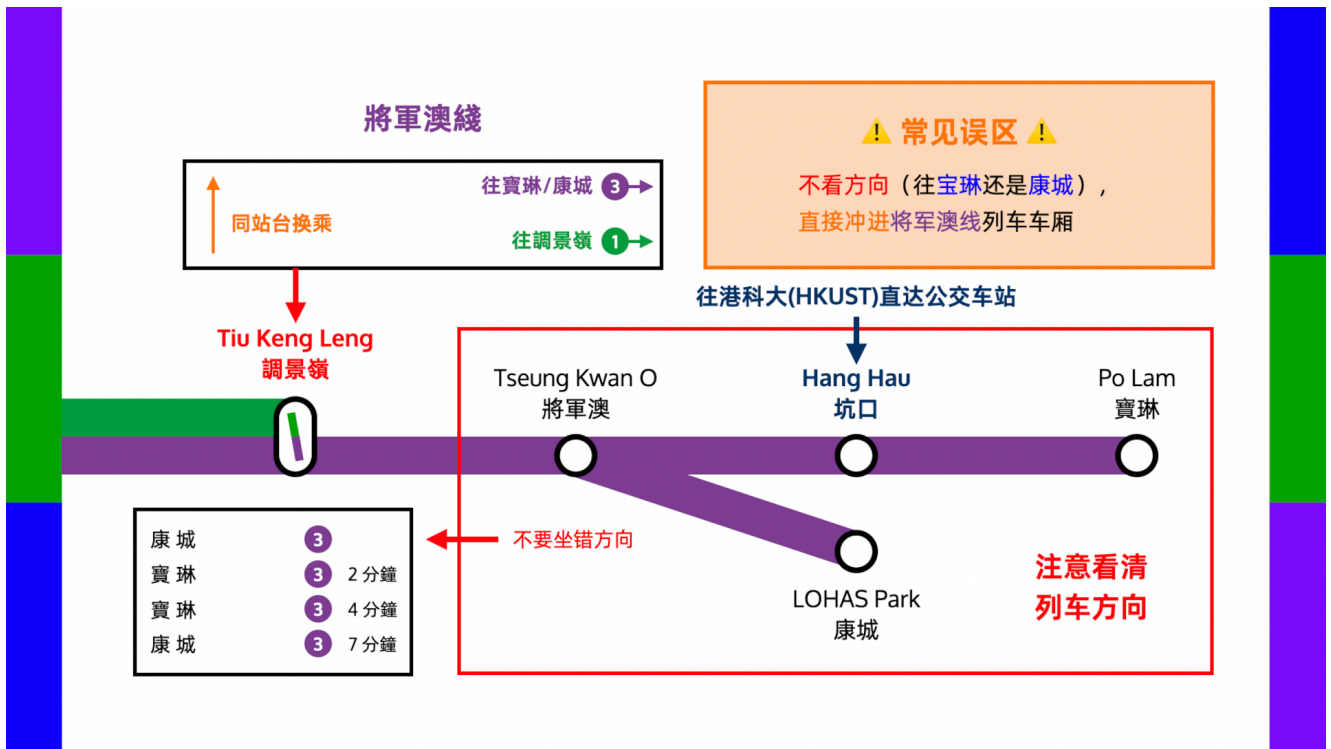 將軍澳綫
往寶琳/康城 3
同站台换乘
往調景嶺 1
⚠️ 常见误区 ⚠️
不看方向（往宝琳还是康城），
直接冲进将军澳线列车车厢
往港科大(HKUST)直达公交车站
Tiu Keng Leng
調景嶺
Tseung Kwan O
將軍澳
Hang Hau
坑口
Po Lam
寶琳
康城 3
寶琳 3 2 分鐘
寶琳 3 4 分鐘
康城 3 7 分鐘
不要坐错方向
LOHAS Park
康城
注意看清
列车方向